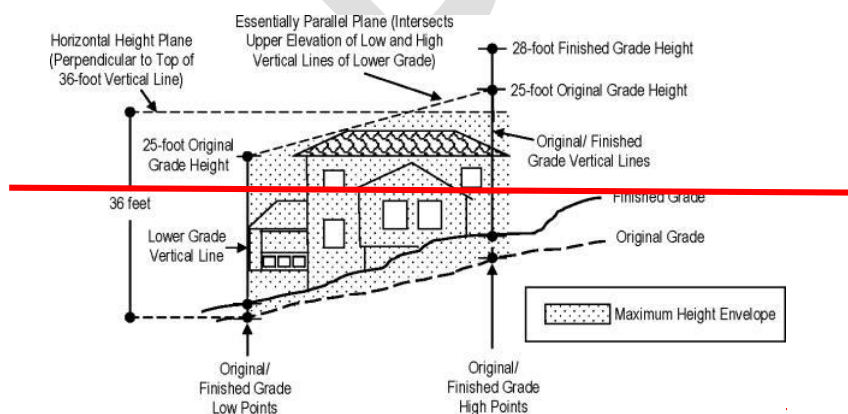 Essentially Parallel Plane (Intersects
Upper Elevation of Low and High
Vertical Lines of Lower Grade)
Horizontal Height Plane
(Perpendicular to Top of
36-foot Vertical Line)
28-foot Finished Grade Height
25-foot Original Grade Height
25-foot Original
Grade Height
Original/ Finished
Grade Vertical Lines
36 feet
Finished Grade
Lower Grade
Vertical Line
Original Grade
Maximum Height Envelope
Original/
Finished Grade
Low Points
Original/
Finished Grade
High Points